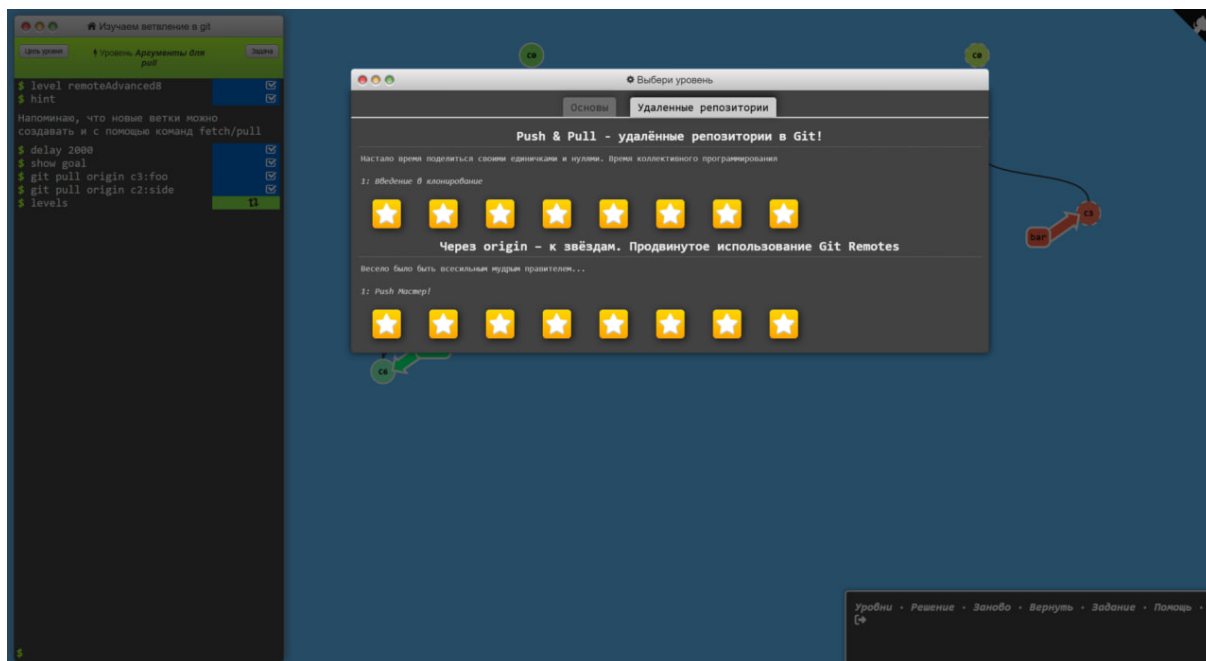 Изучаем ветвление в git
Цель уровня
Уровень Аргументы для pull
Задача
$ level remoteAdvanced8
$ hint
Напоминаю, что новые ветки можно
создавать и с помощью команд fetch/pull
$ delay 2000
$ show goal
$ git pull origin c3:foo
$ git pull origin c2:side
$ levels
$
c0
c0
Выбери уровень
Основы
Удаленные репозитории
Push & Pull - удалённые репозитории в Git!
Настало время поделиться своими единичками и нулями. Время коллективного программирования
1: Введение в клонирование
Через origin – к звёздам. Продвинутое использование Git Remotes
Весело было быть всесильным мудрым правителем...
1: Push Мастер!
c3
bar
c6
Уровни · Решение · Заново · Вернуть · Задание · Помощь ·